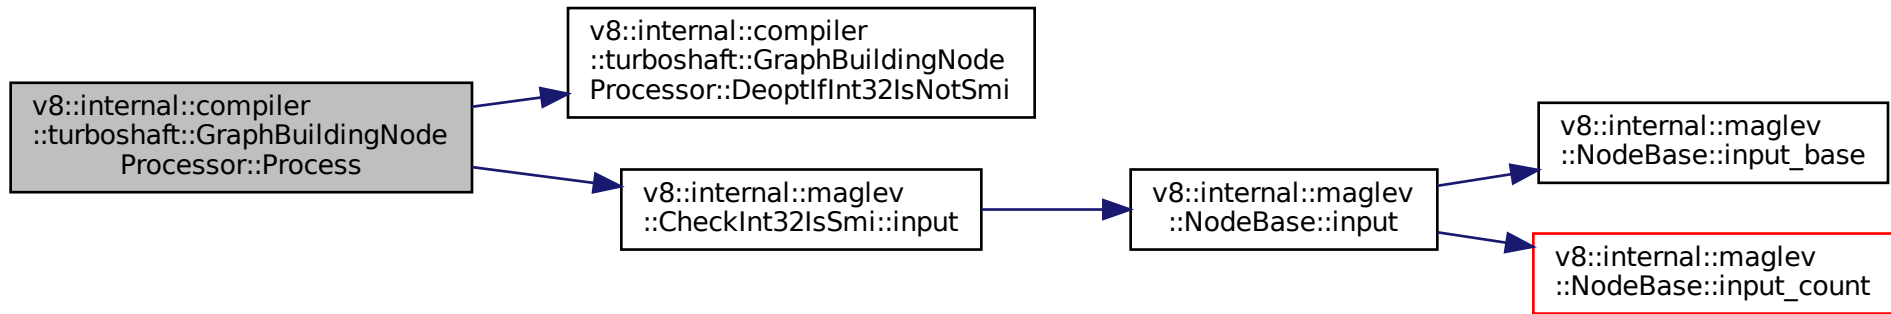 v8::internal::compiler
::turboshaft::GraphBuildingNode
Processor::Process
v8::internal::compiler
::turboshaft::GraphBuildingNode
Processor::DeoptIfInt32IsNotSmi
v8::internal::maglev
::CheckInt32IsSmi::input
v8::internal::maglev
::NodeBase::input
v8::internal::maglev
::NodeBase::input_base
v8::internal::maglev
::NodeBase::input_count